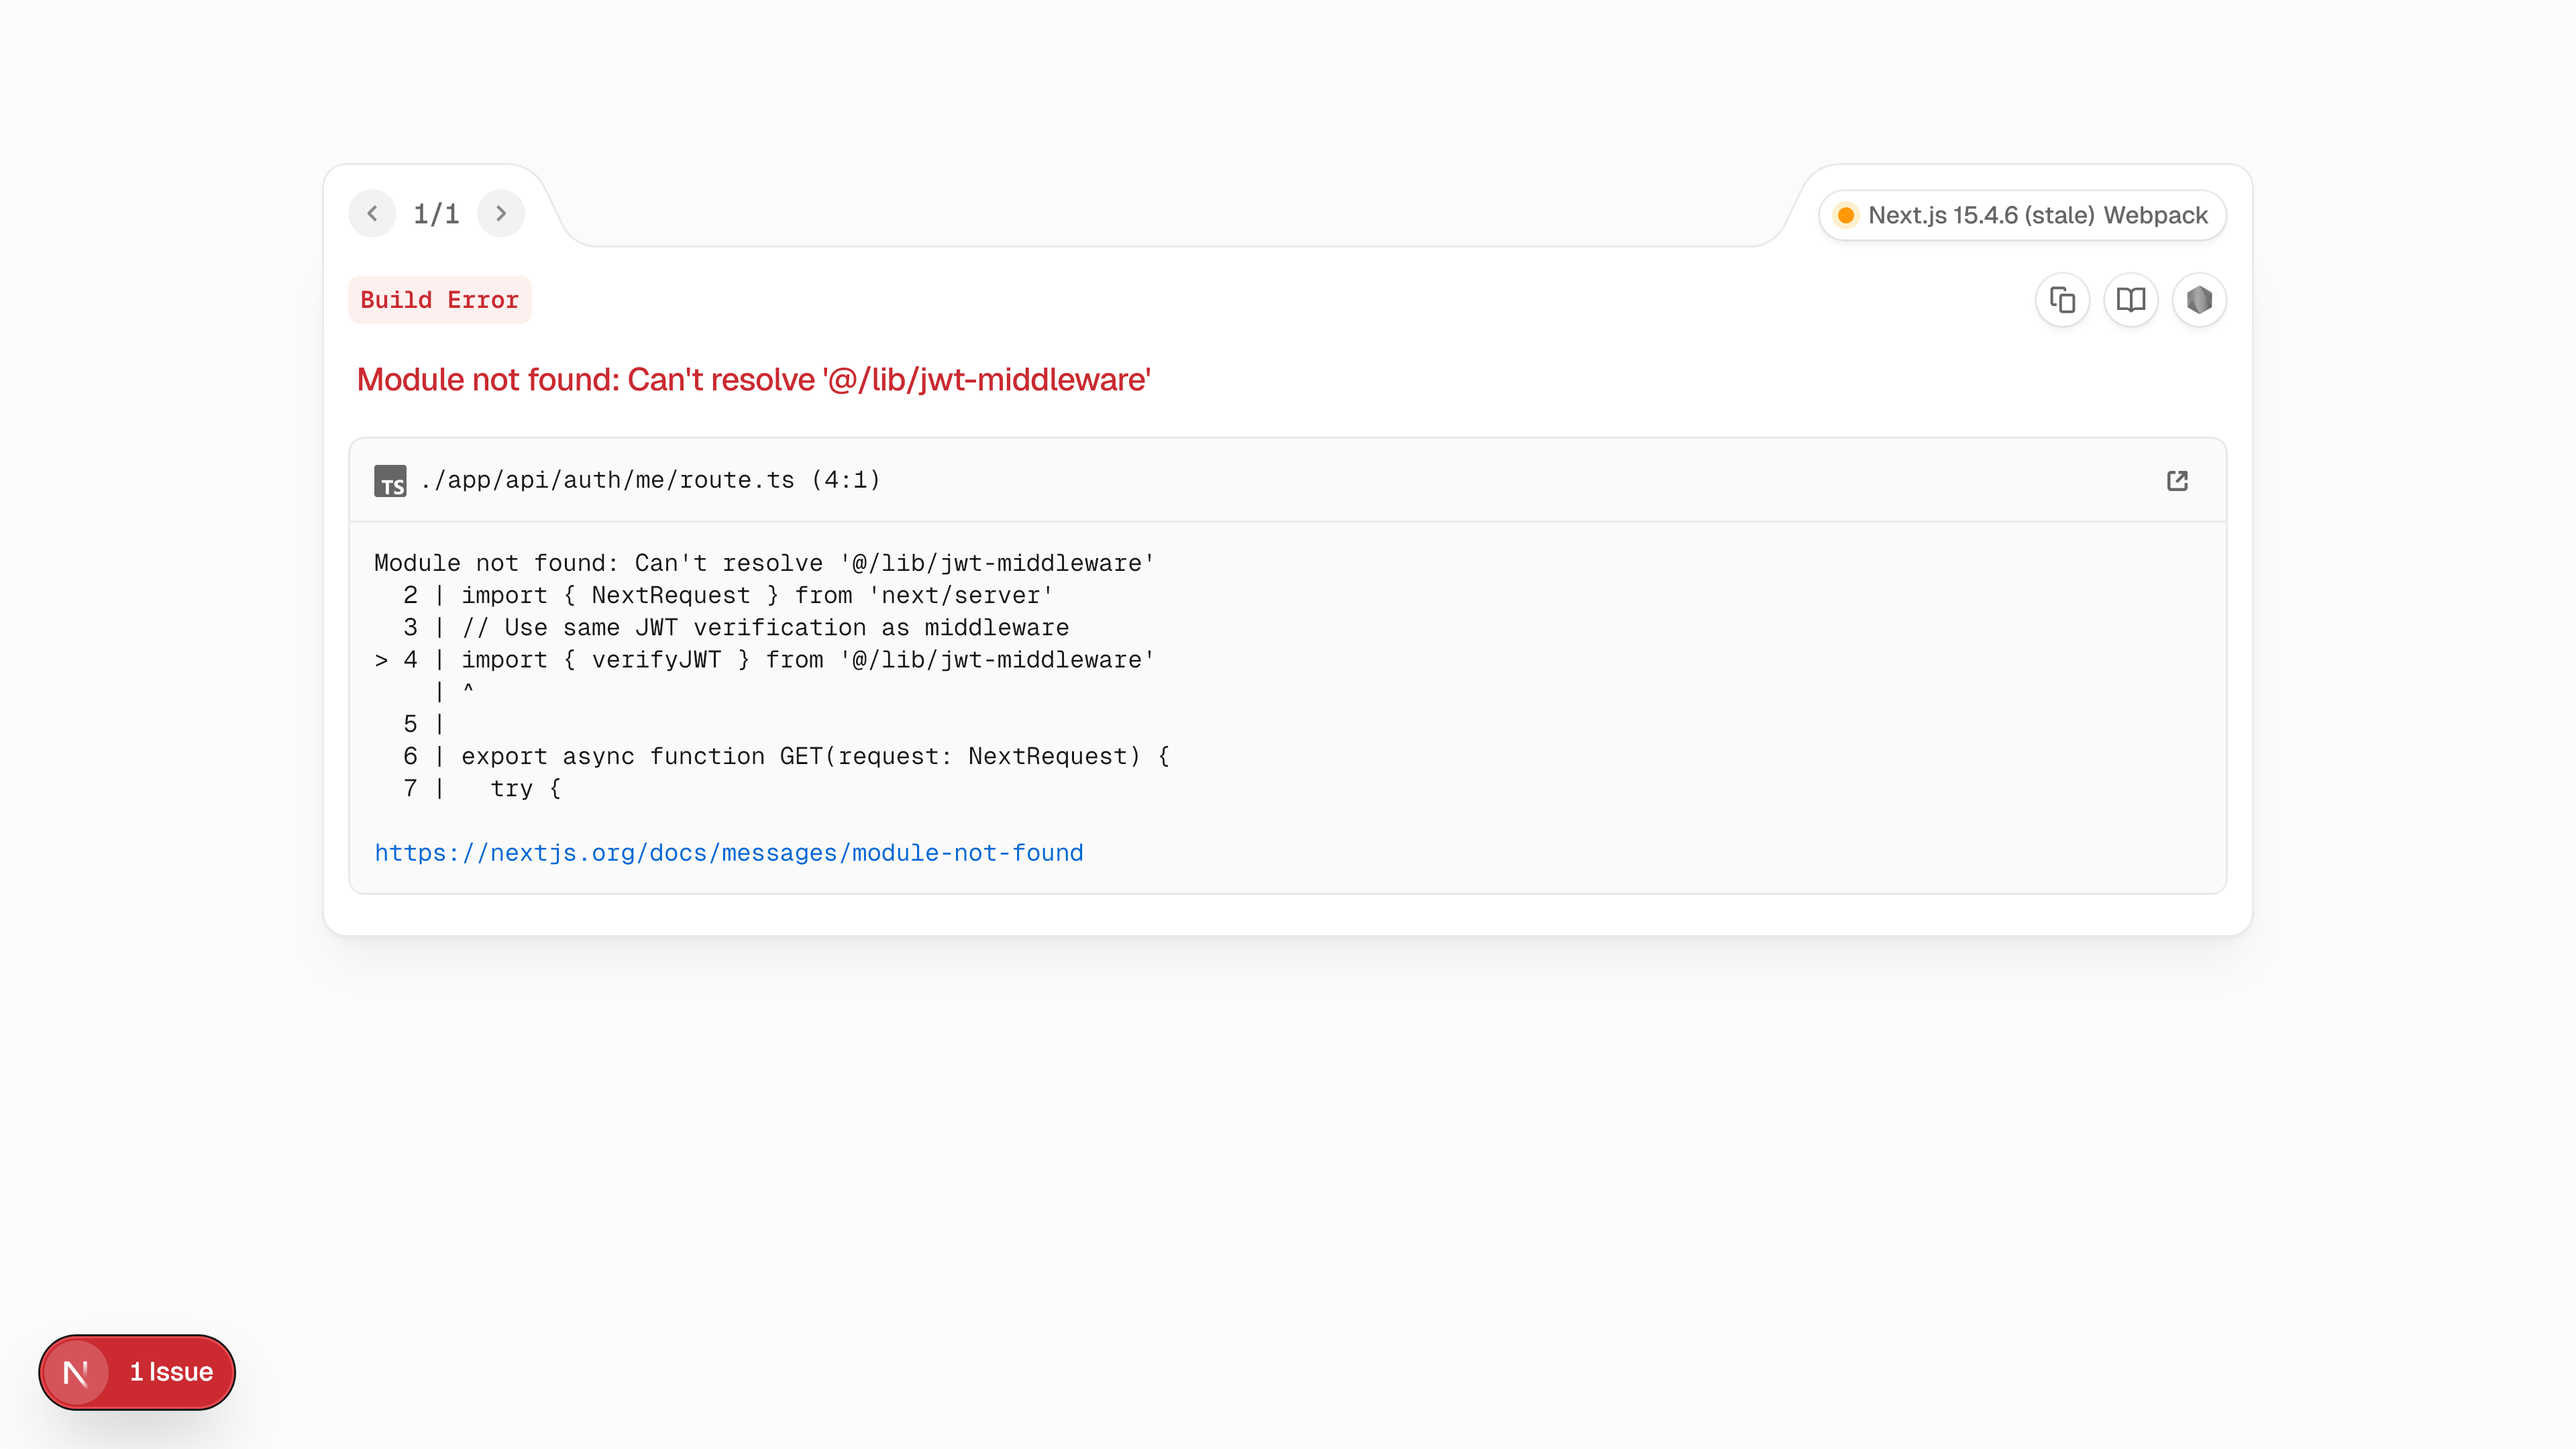 1/1
Next.js 15.4.6 (stale) Webpack
Build Error
Module not found: Can't resolve '@/lib/jwt-middleware'
TS ./app/api/auth/me/route.ts (4:1)
Module not found: Can't resolve '@/lib/jwt-middleware'
  2 | import { NextRequest } from 'next/server'
  3 | // Use same JWT verification as middleware
> 4 | import { verifyJWT } from '@/lib/jwt-middleware'
    | ^
  5 |
  6 | export async function GET(request: NextRequest) {
  7 |   try {
https://nextjs.org/docs/messages/module-not-found
N 1 Issue